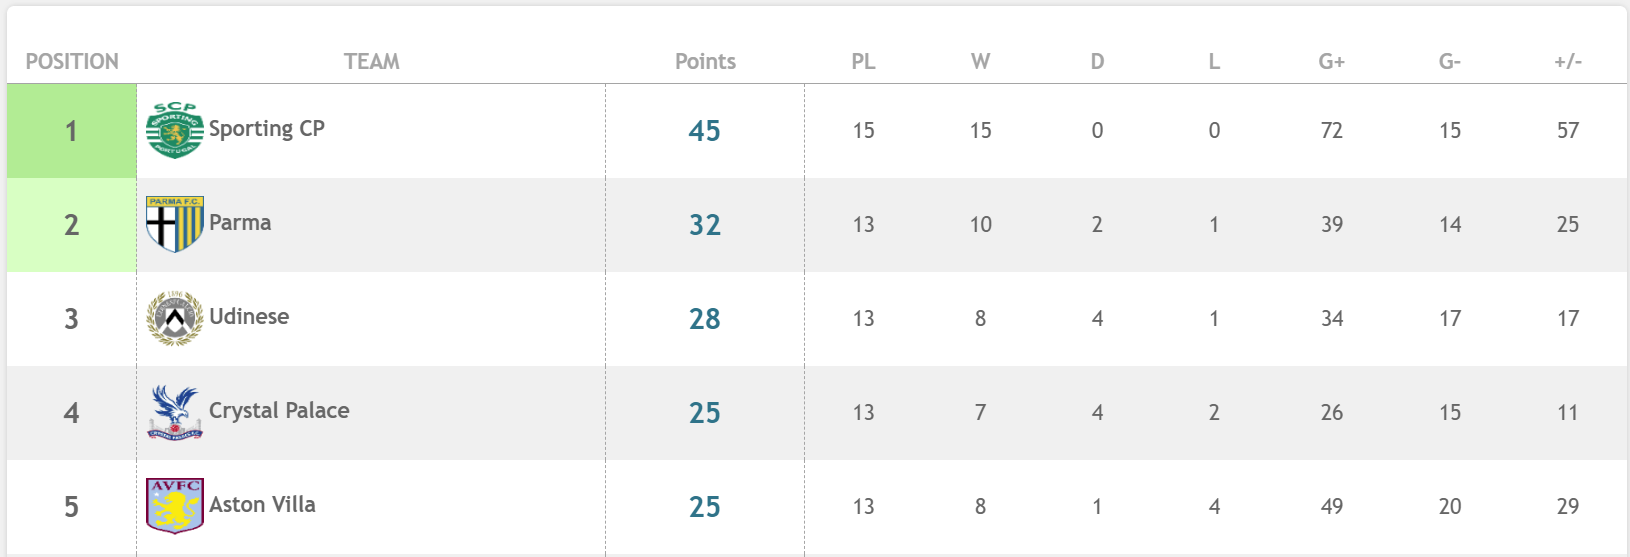 POSITION TEAM Points PL W D L G+ G- +/-
SCP
SPORTING
PORTUGAL
1 Sporting CP 45 15 15 0 0 72 15 57
PARMA F.C.
2 Parma 32 13 10 2 1 39 14 25
1896
3 Udinese 28 13 8 4 1 34 17 17
4 Crystal Palace 25 13 7 4 2 26 15 11
CRYSTAL PALACE F.C.
AVFC
5 Aston Villa 25 13 8 1 4 49 20 29